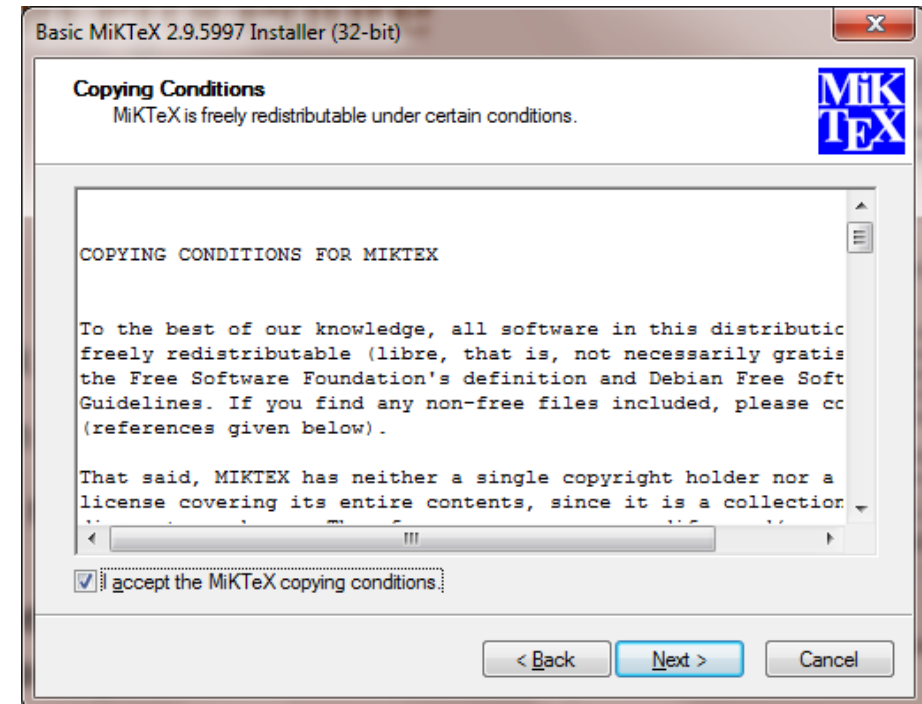 Basic MiKTeX 2.9.5997 Installer (32-bit)
Copying Conditions
MiKTeX is freely redistributable under certain conditions.
MiK
TEX
COPYING CONDITIONS FOR MIKTEX
To the best of our knowledge, all software in this distributic
freely redistributable (libre, that is, not necessarily gratis
the Free Software Foundation's definition and Debian Free Soft
Guidelines. If you find any non-free files included, please cc
(references given below).
That said, MIKTEX has neither a single copyright holder nor a
license covering its entire contents, since it is a collection
I accept the MiKTeX copying conditions.
< Back
Next >
Cancel